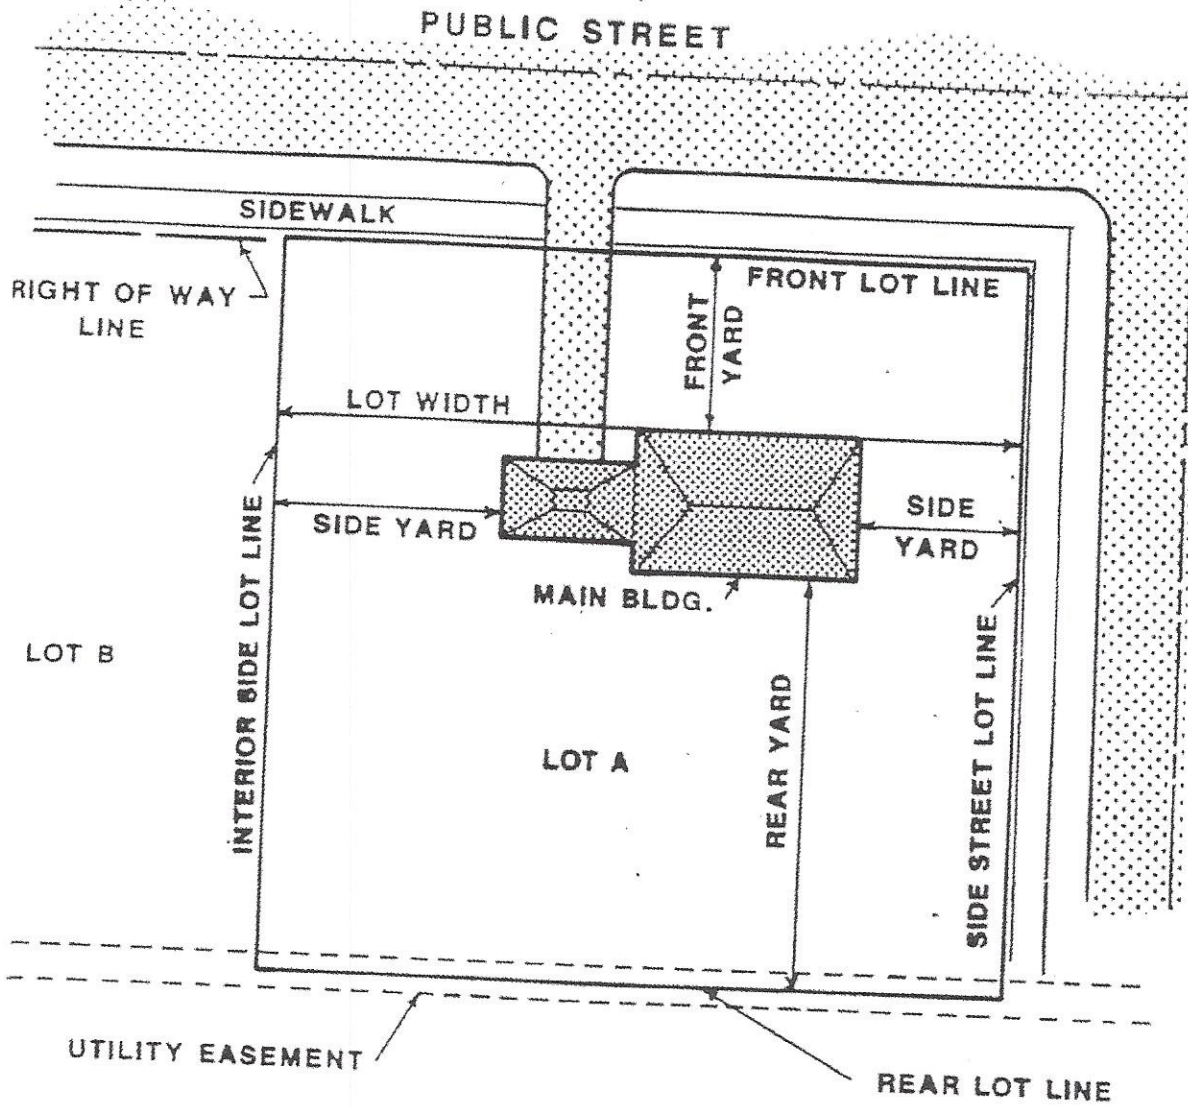 PUBLIC STREET
SIDEWALK
RIGHT OF WAY
LINE
FRONT LOT LINE
FRONT
YARD
LOT WIDTH
SIDE YARD
SIDE
YARD
MAIN BLDG.
INTERIOR SIDE LOT LINE
LOT B
LOT A
REAR YARD
SIDE STREET LOT LINE
UTILITY EASEMENT
REAR LOT LINE